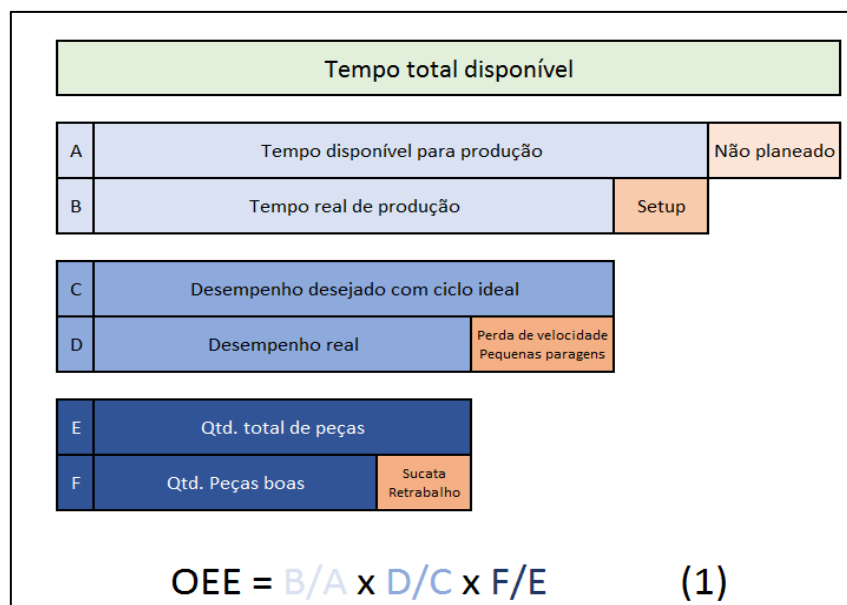 Tempo total disponível
A Tempo disponível para produção Não planeado
B Tempo real de produção Setup
C Desempenho desejado com ciclo ideal
D Desempenho real Perda de velocidade
Pequenas paragens
E Qtd. total de peças
F Qtd. Peças boas Sucata
Retrabalho
OEE = B/A x D/C x F/E (1)